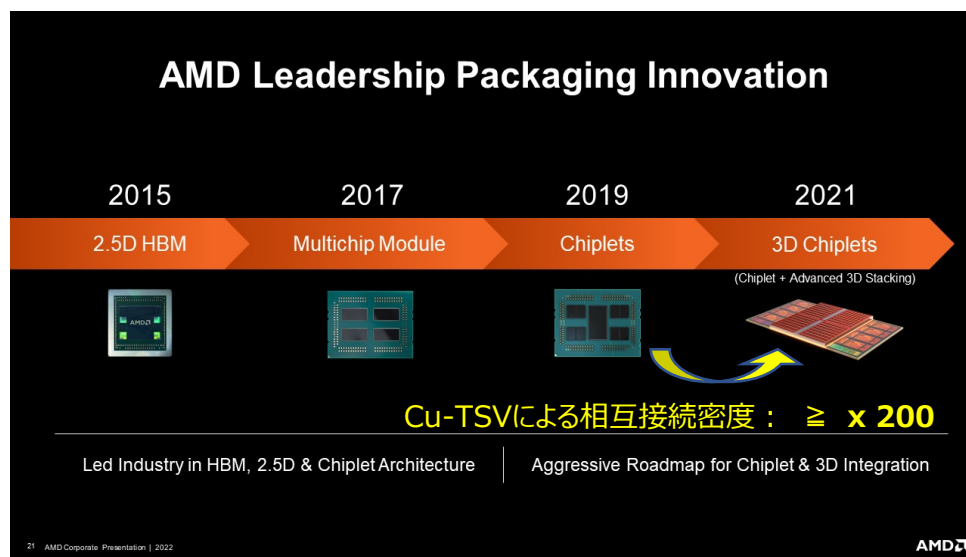 AMD Leadership Packaging Innovation
2015
2017
2019
2021
2.5D HBM
Multichip Module
Chiplets
3D Chiplets
(Chiplet + Advanced 3D Stacking)
AMD
Cu-TSVによる相互接続密度： ≧ x 200
Led Industry in HBM, 2.5D & Chiplet Architecture
Aggressive Roadmap for Chiplet & 3D Integration
21 AMD Corporate Presentation | 2022
AMD